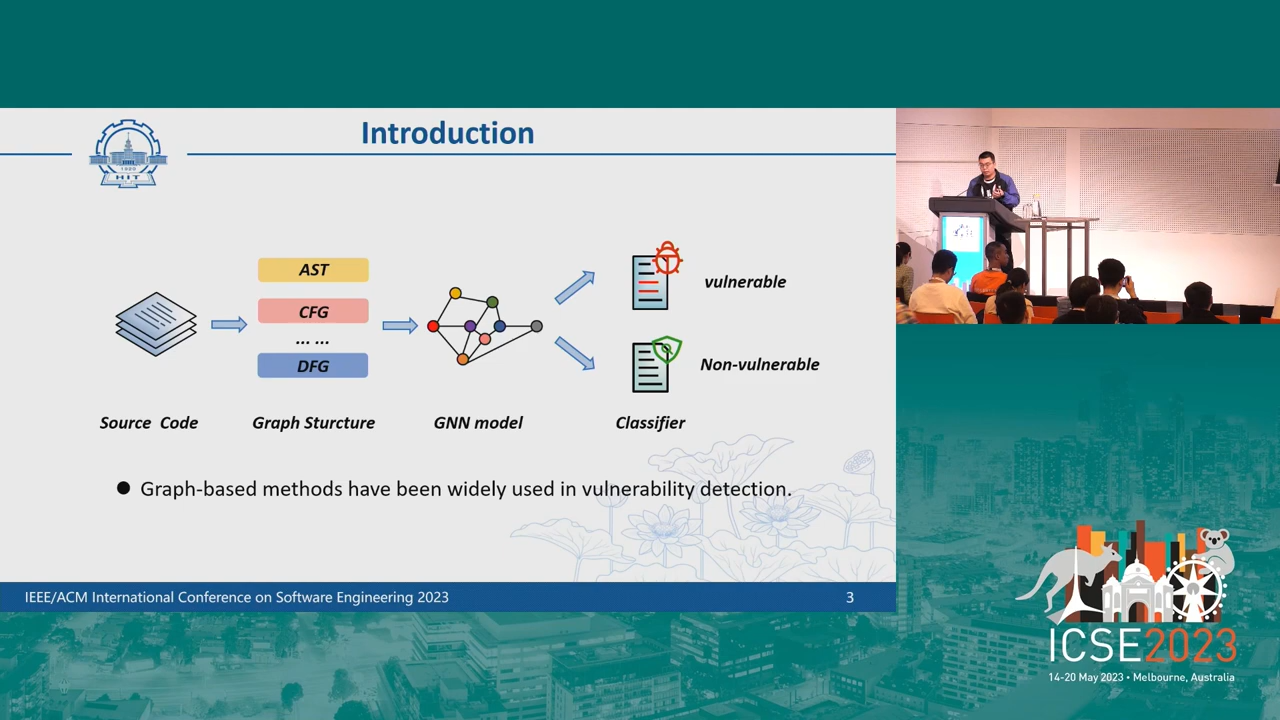 Introduction
1920
HIT
AST
CFG
... ...
DFG
vulnerable
Non-vulnerable
Source Code
Graph Sturcture
GNN model
Classifier
● Graph-based methods have been widely used in vulnerability detection.
IEEE/ACM International Conference on Software Engineering 2023
3
ICSE2023
14-20 May 2023 • Melbourne, Australia